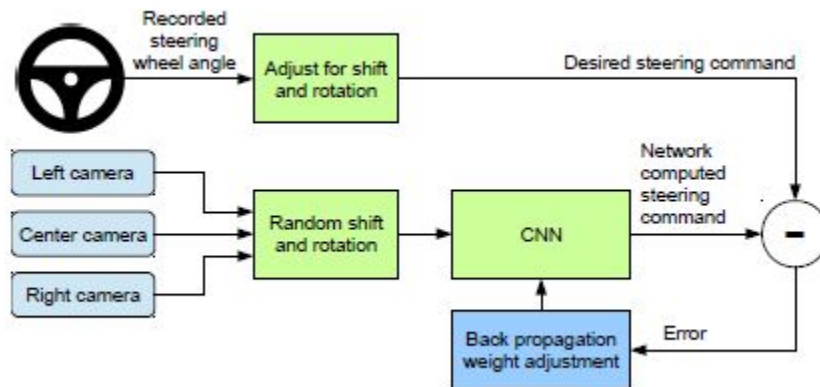 Recorded
steering
wheel angle
Adjust for shift
and rotation
Desired steering command
Left camera
Center camera
Right camera
Random shift
and rotation
CNN
Network
computed
steering
command
-
Back propagation
weight adjustment
Error